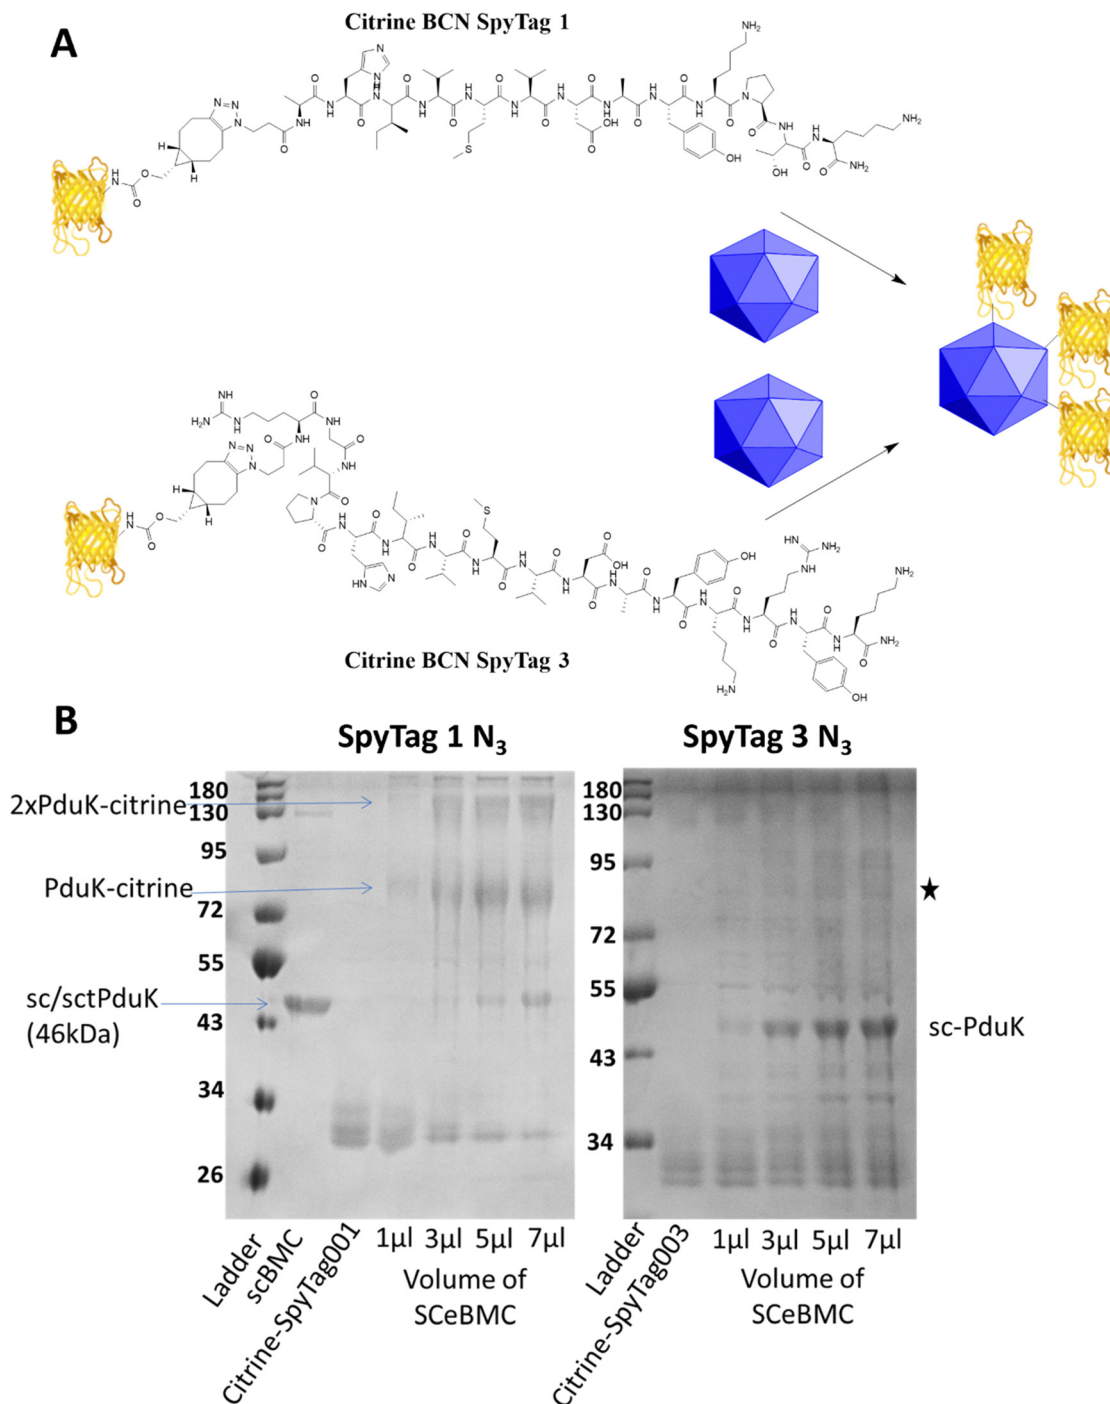 A
Citrine BCN SpyTag 1
Citrine BCN SpyTag 3
B
SpyTag 1 N3
SpyTag 3 N3
2xPduK-citrine
PduK-citrine
sc/sctPduK
(46kDa)
180
130
95
72
55
43
34
26
180
130
95
72
55
43
34
★
sc-PduK
Ladder
scBMC
Citrine-SpyTag001
1µl 3µl 5µl 7µl
Volume of
SCeBMC
Ladder
Citrine-SpyTag003
1µl 3µl 5µl 7µl
Volume of
SCeBMC